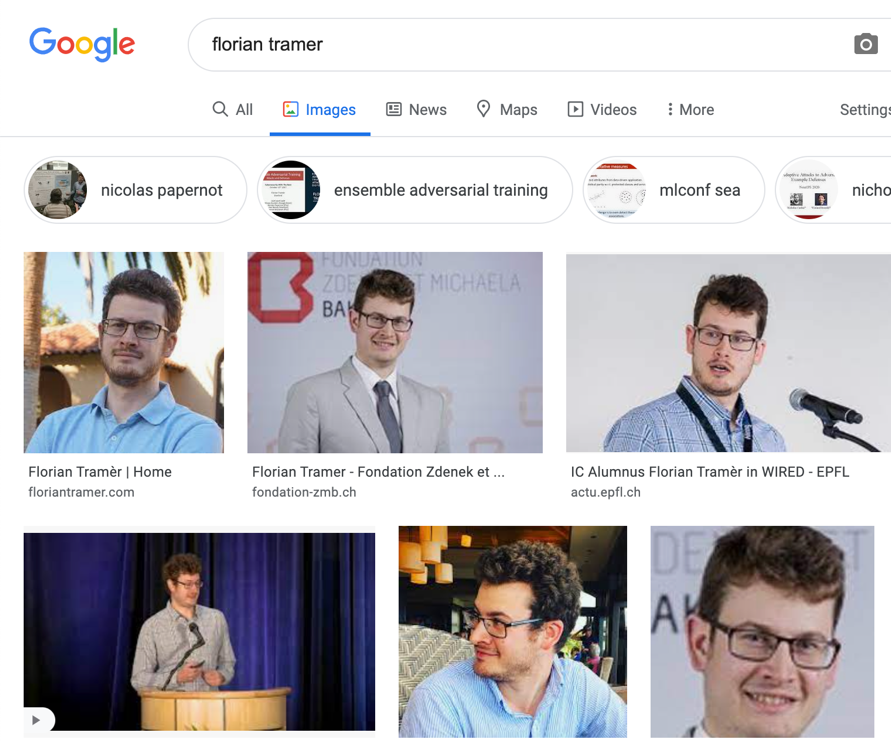 Google
florian tramer
All
Images
News
Maps
Videos
More
Settings
nicolas papernot
ensemble adversarial training
mlconf sea
FONDATION
MICHAELA
Florian Tramèr | Home
floriantramer.com
Florian Tramer - Fondation Zdenek et ...
fondation-zmb.ch
IC Alumnus Florian Tramèr in WIRED - EPFL
actu.epfl.ch